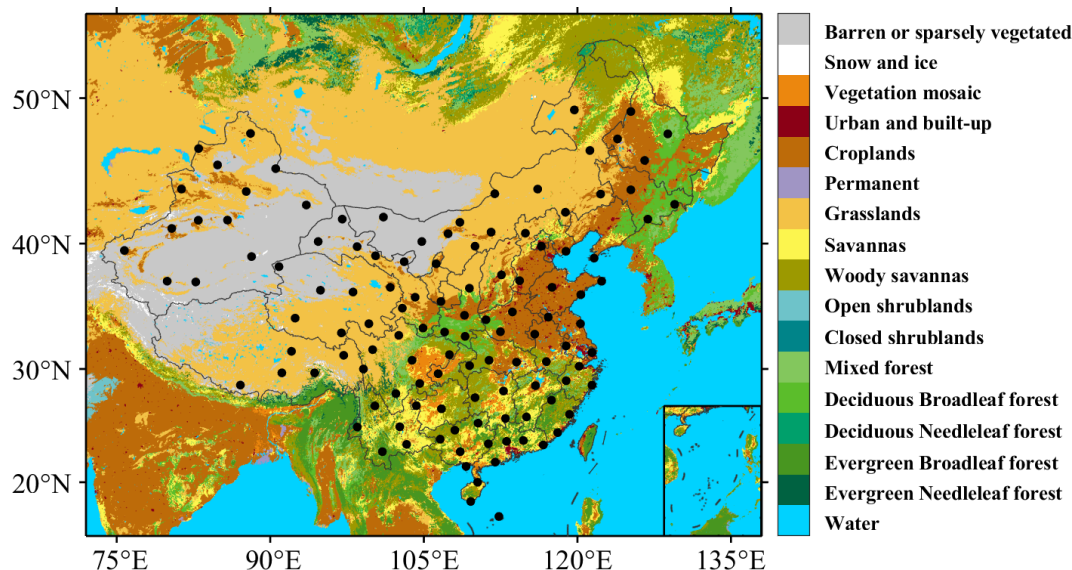 50°N
40°N
30°N
20°N
75°E
90°E
105°E
120°E
135°E
Barren or sparsely vegetated
Snow and ice
Vegetation mosaic
Urban and built-up
Croplands
Permanent
Grasslands
Savannas
Woody savannas
Open shrublands
Closed shrublands
Mixed forest
Deciduous Broadleaf forest
Deciduous Needleleaf forest
Evergreen Broadleaf forest
Evergreen Needleleaf forest
Water